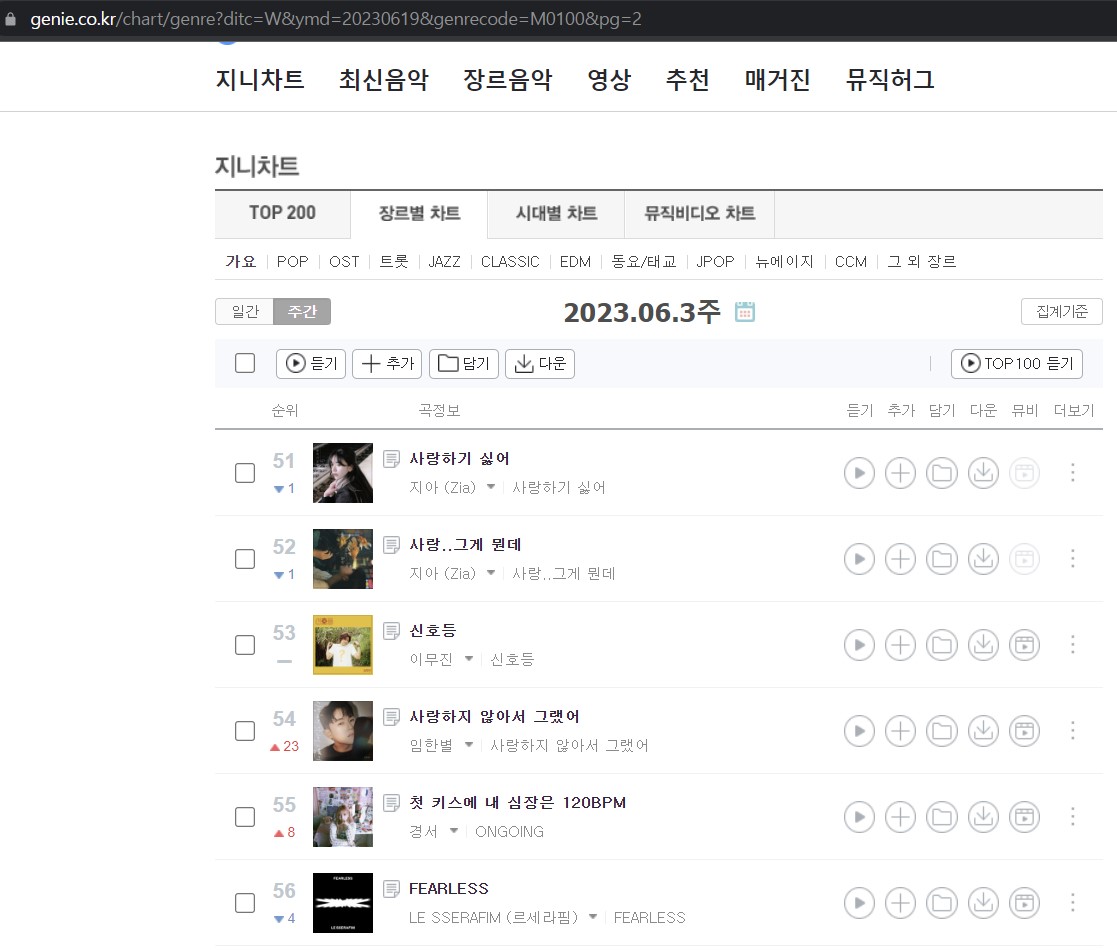 genie.co.kr/chart/genre?ditc=W&ymd=20230619&genrecode=M0100&pg=2
지니차트 최신음악 장르음악 영상 추천 매거진 뮤직허그
지니차트
TOP 200 장르별 차트 시대별 차트 뮤직비디오 차트
가요 POP OST 트롯 JAZZ CLASSIC EDM 동요/태교 JPOP 뉴에이지 CCM 그 외 장르
일간 주간 2023.06.3주 집계기준
듣기 추가 담기 다운 TOP100 듣기
순위 곡정보 듣기 추가 담기 다운 뮤비 더보기
51 사랑하기 싫어
1 지아 (Zia) 사랑하기 싫어
52 사랑..그게 뭔데
1 지아 (Zia) 사랑..그게 뭔데
53 신호등
이무진 신호등
54 사랑하지 않아서 그랬어
23 임한별 사랑하지 않아서 그랬어
55 첫 키스에 내 심장은 120BPM
8 경서 ONGOING
FEARLESS
56 FEARLESS
4 LE SSERAFIM (르세라핌) FEARLESS
LE SSERAFIM